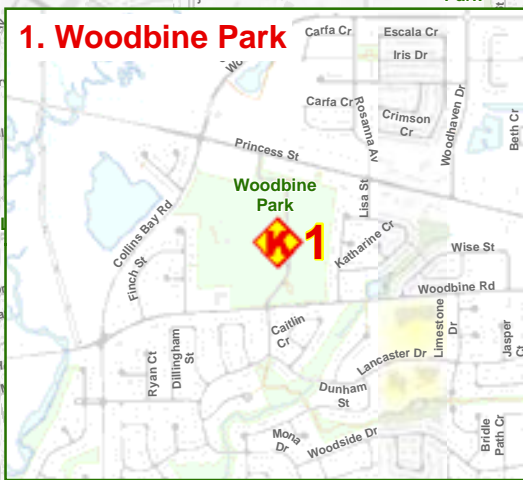 Park
St
1. Woodbine Park
Carfa Cr
Escala Cr
Iris Dr
Wo
Carfa Cr
Rosanna Av
Crimson
Cr
Woodhaven Dr
Beth Cr
Princess St
Woodbine
Park
Lisa St
K 1
Collins Bay Rd
Katharine Cr
Wise St
Finch St
Woodbine Rd
Caitlin
Cr
Limestone
Dr
Jasper
Ct
Ryan Ct
Dillingham
St
Lancaster Dr
Dunham
St
Mona
Dr
Woodside Dr
Bridle
Path Cr